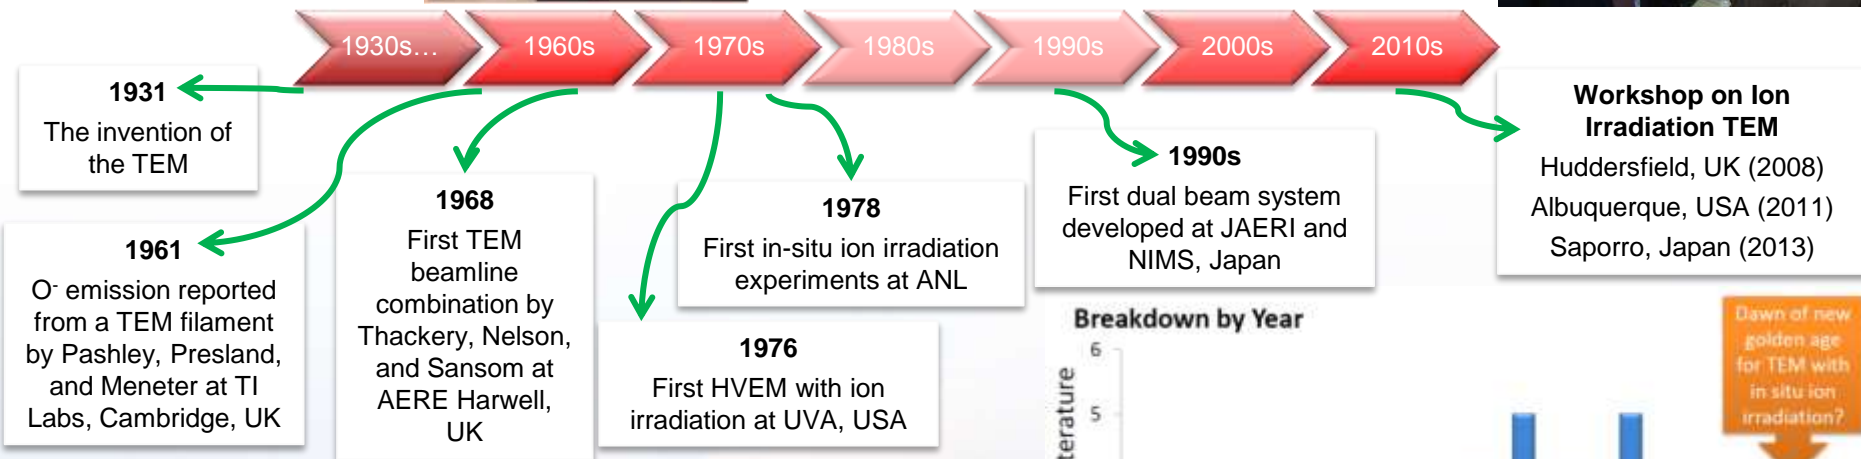 1930s…
1960s
1970s
1980s
1990s
2000s
2010s
1931
The invention of
the TEM
1961
O- emission reported
from a TEM filament
by Pashley, Presland,
and Meneter at TI
Labs, Cambridge, UK
1968
First TEM
beamline
combination by
Thackery, Nelson,
and Sansom at
AERE Harwell,
UK
1976
First HVEM with ion
irradiation at UVA, USA
1978
First in-situ ion irradiation
experiments at ANL
1990s
First dual beam system
developed at JAERI and
NIMS, Japan
Workshop on Ion
Irradiation TEM
Huddersfield, UK (2008)
Albuquerque, USA (2011)
Saporro, Japan (2013)
Breakdown by Year
6
5
terature
Dawn of new
golden age
for TEM with
in situ ion
irradiation?